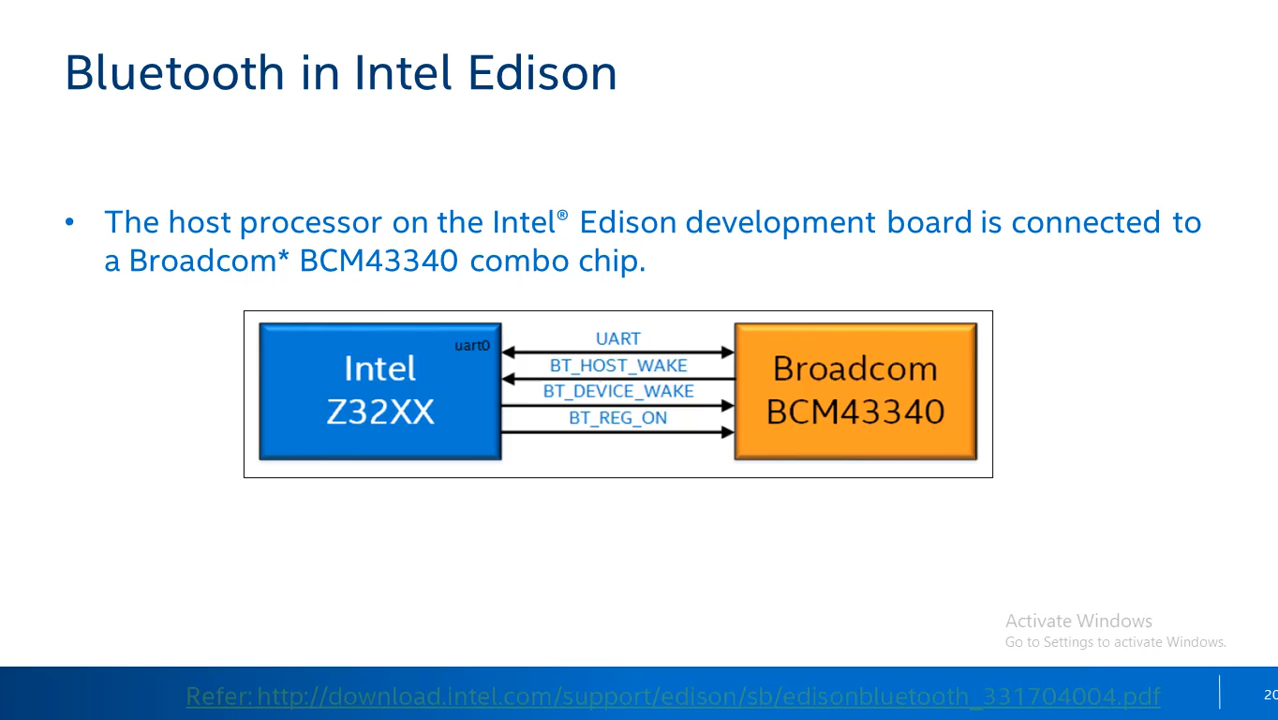 Bluetooth in Intel Edison
• The host processor on the Intel® Edison development board is connected to
a Broadcom* BCM43340 combo chip.
uart0
Intel
Z32XX
UART
BT_HOST_WAKE
BT_DEVICE_WAKE
BT_REG_ON
Broadcom
BCM43340
Activate Windows
Go to Settings to activate Windows.
Refer: http://download.intel.com/support/edison/sb/edisonbluetooth_331704004.pdf
20